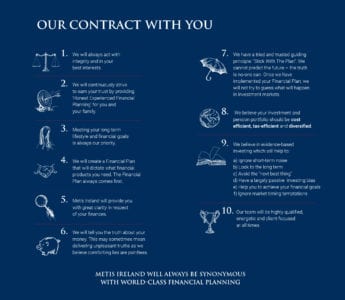 OUR CONTRACT WITH YOU
1.
We will always act with
integrity and in your
best interests.
2.
We will continuously strive
to earn your trust by providing
'Honest Experienced Financial
Planning' for you and
your family.
3.
Meeting your long term
lifestyle and financial goals
is always our priority.
4.
We will create a Financial Plan
that will dictate what financial
products you need. The Plan
always comes first.
5.
Metis Ireland will provide you
with great clarity in respect
of your finances.
6.
We will tell you the truth about your
money. This may sometimes mean
delivering unpleasant truths as we
believe comforting lies are pointless.
7.
We have a tried and trusted guiding
principle: "Stick With The Plan". We
cannot predict the future – the truth
is no-one can. Once we have
implemented your Financial Plan, we
will not try to guess what will happen
in investment markets.
8.
We believe your investment and
pension portfolio should be cost
efficient, tax-efficient and diversified.
9.
We believe in evidence-based
investing which will help to:
a) Ignore short-term noise
b) Look to the long term
c) Avoid the "next best thing"
d) Have a largely passive investing bias
e) Help you to achieve your financial goals
f) Ignore market timing temptations
10.
Our team will be highly qualified,
energetic and client focused
at all times.
METIS IRELAND WILL ALWAYS BE SYNONYMOUS
WITH WORLD-CLASS FINANCIAL PLANNING